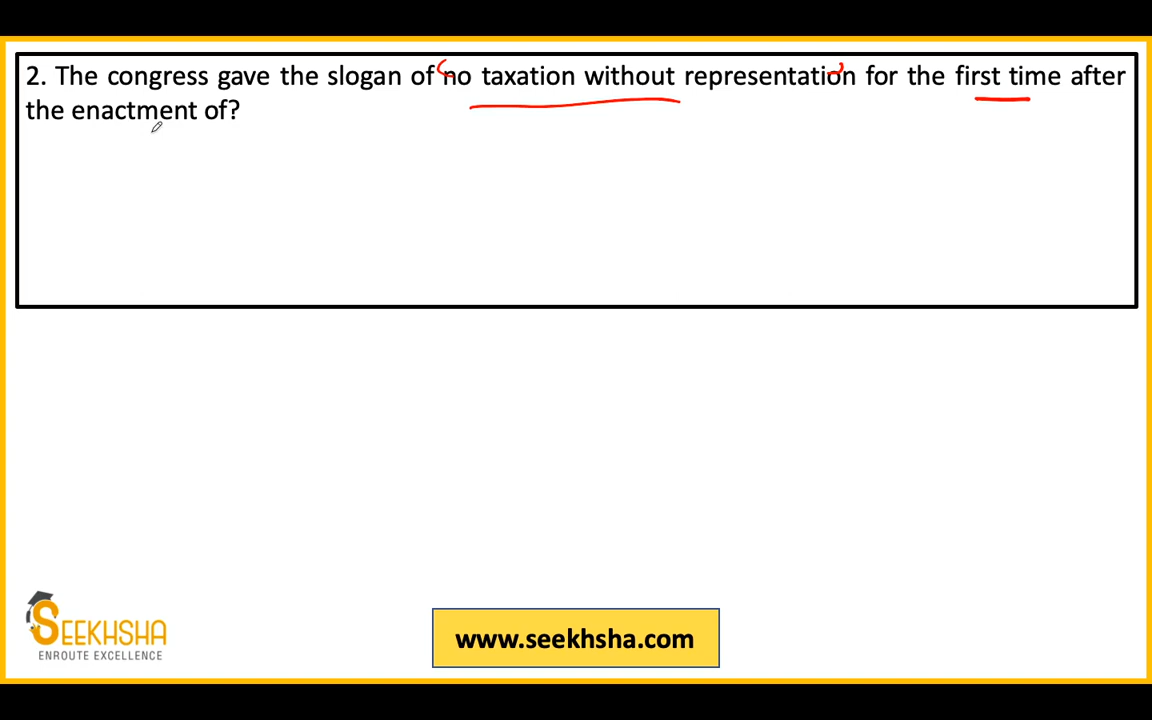 2. The congress gave the slogan of ‘no taxation without representation’ for the first time after
the enactment of?
SEEKHSHA
ENROUTE EXCELLENCE
www.seekhsha.com